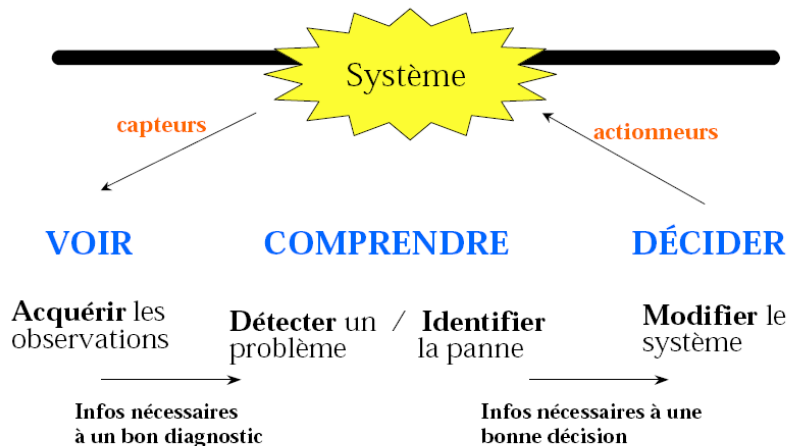 Système
capteurs
actionneurs
VOIR
COMPRENDRE
DÉCIDER
Acquérir les
observations
Détecter un / Identifier
problème la panne
Modifier le
système
Infos nécessaires
à un bon diagnostic
Infos nécessaires à une
bonne décision